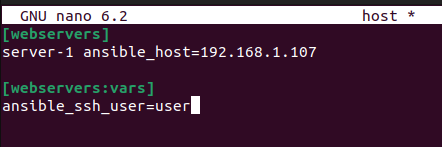 GNU nano 6.2 host *
[webservers]
server-1 ansible_host=192.168.1.107
[webservers:vars]
ansible_ssh_user=user